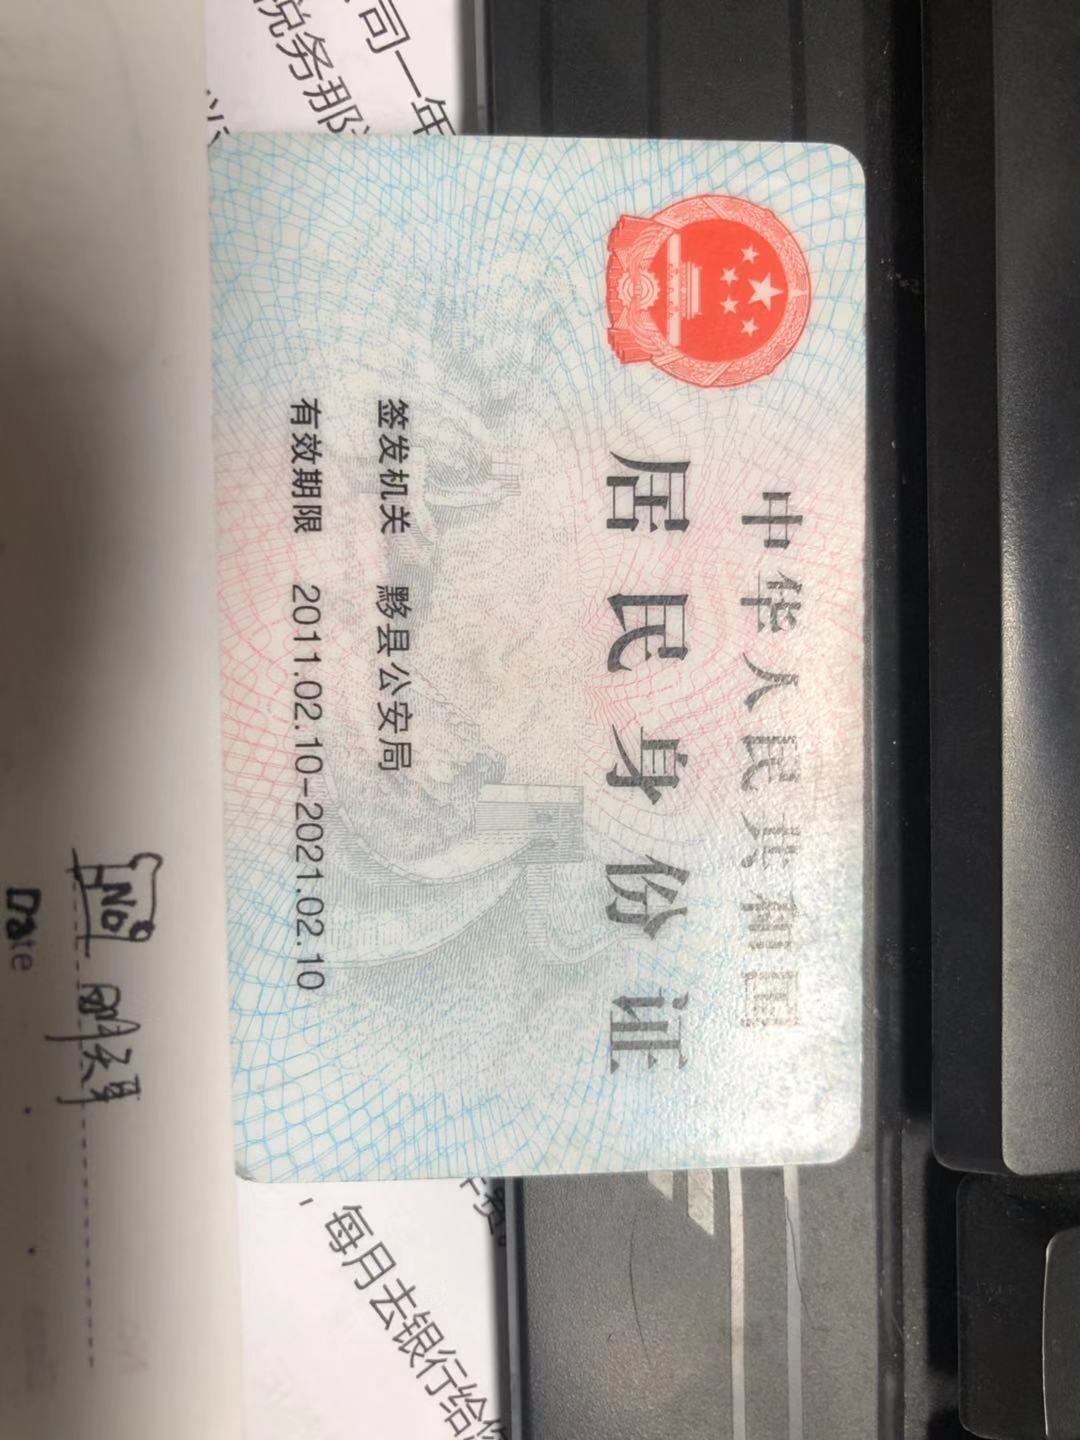 中华人民共和国
居民身份证
签发机关 黟县公安局
有效期限 2011.02.10-2021.02.10
司一年
税务那
，每月去银行给你
No
Date